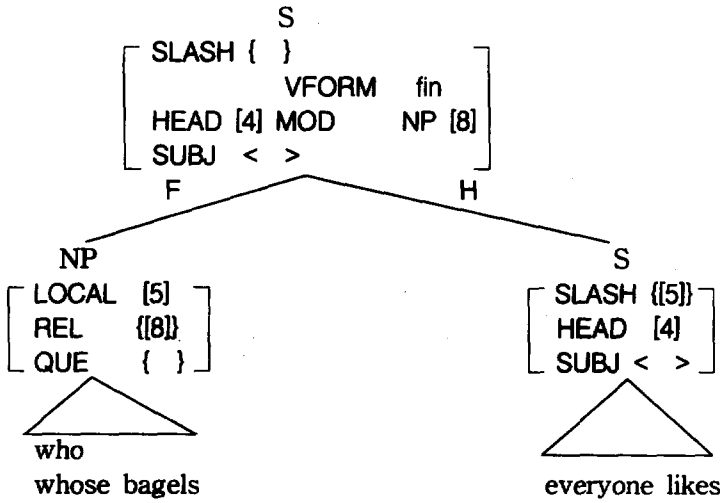 S
SLASH { }
VFORM fin
HEAD [4] MOD NP [8]
SUBJ < >
F H
NP S
LOCAL [5] SLASH {[5]}
REL {[8]} HEAD [4]
QUE { } SUBJ < >
who
whose bagels everyone likes